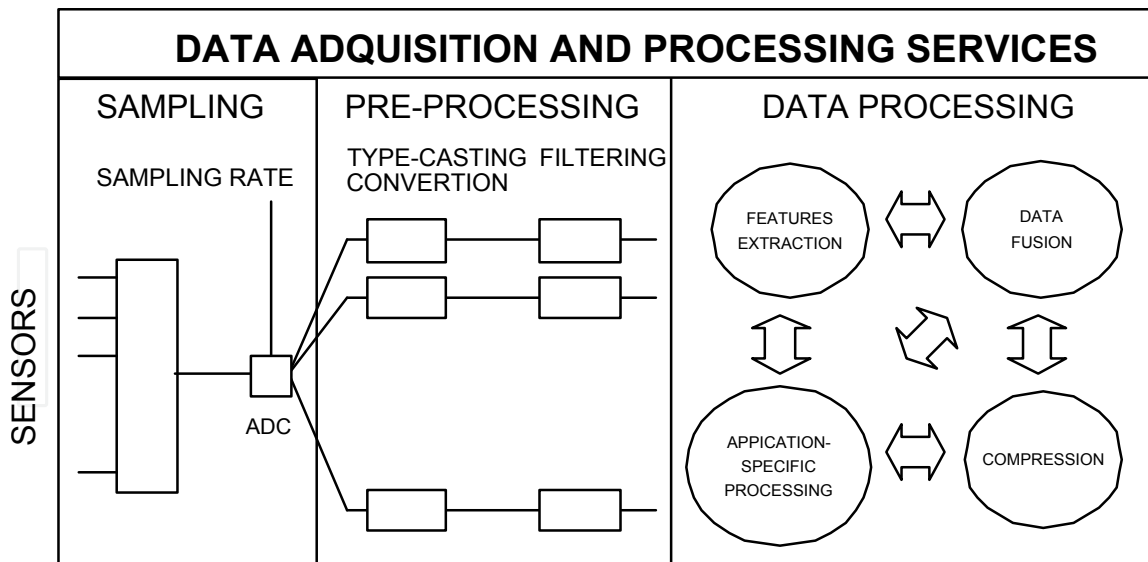 DATA ADQUISITION AND PROCESSING SERVICES
SAMPLING
PRE-PROCESSING
DATA PROCESSING
SAMPLING RATE
TYPE-CASTING FILTERING
CONVERTION
SENSORS
ADC
FEATURES
EXTRACTION
DATA
FUSION
APPICATION-
SPECIFIC
PROCESSING
COMPRESSION